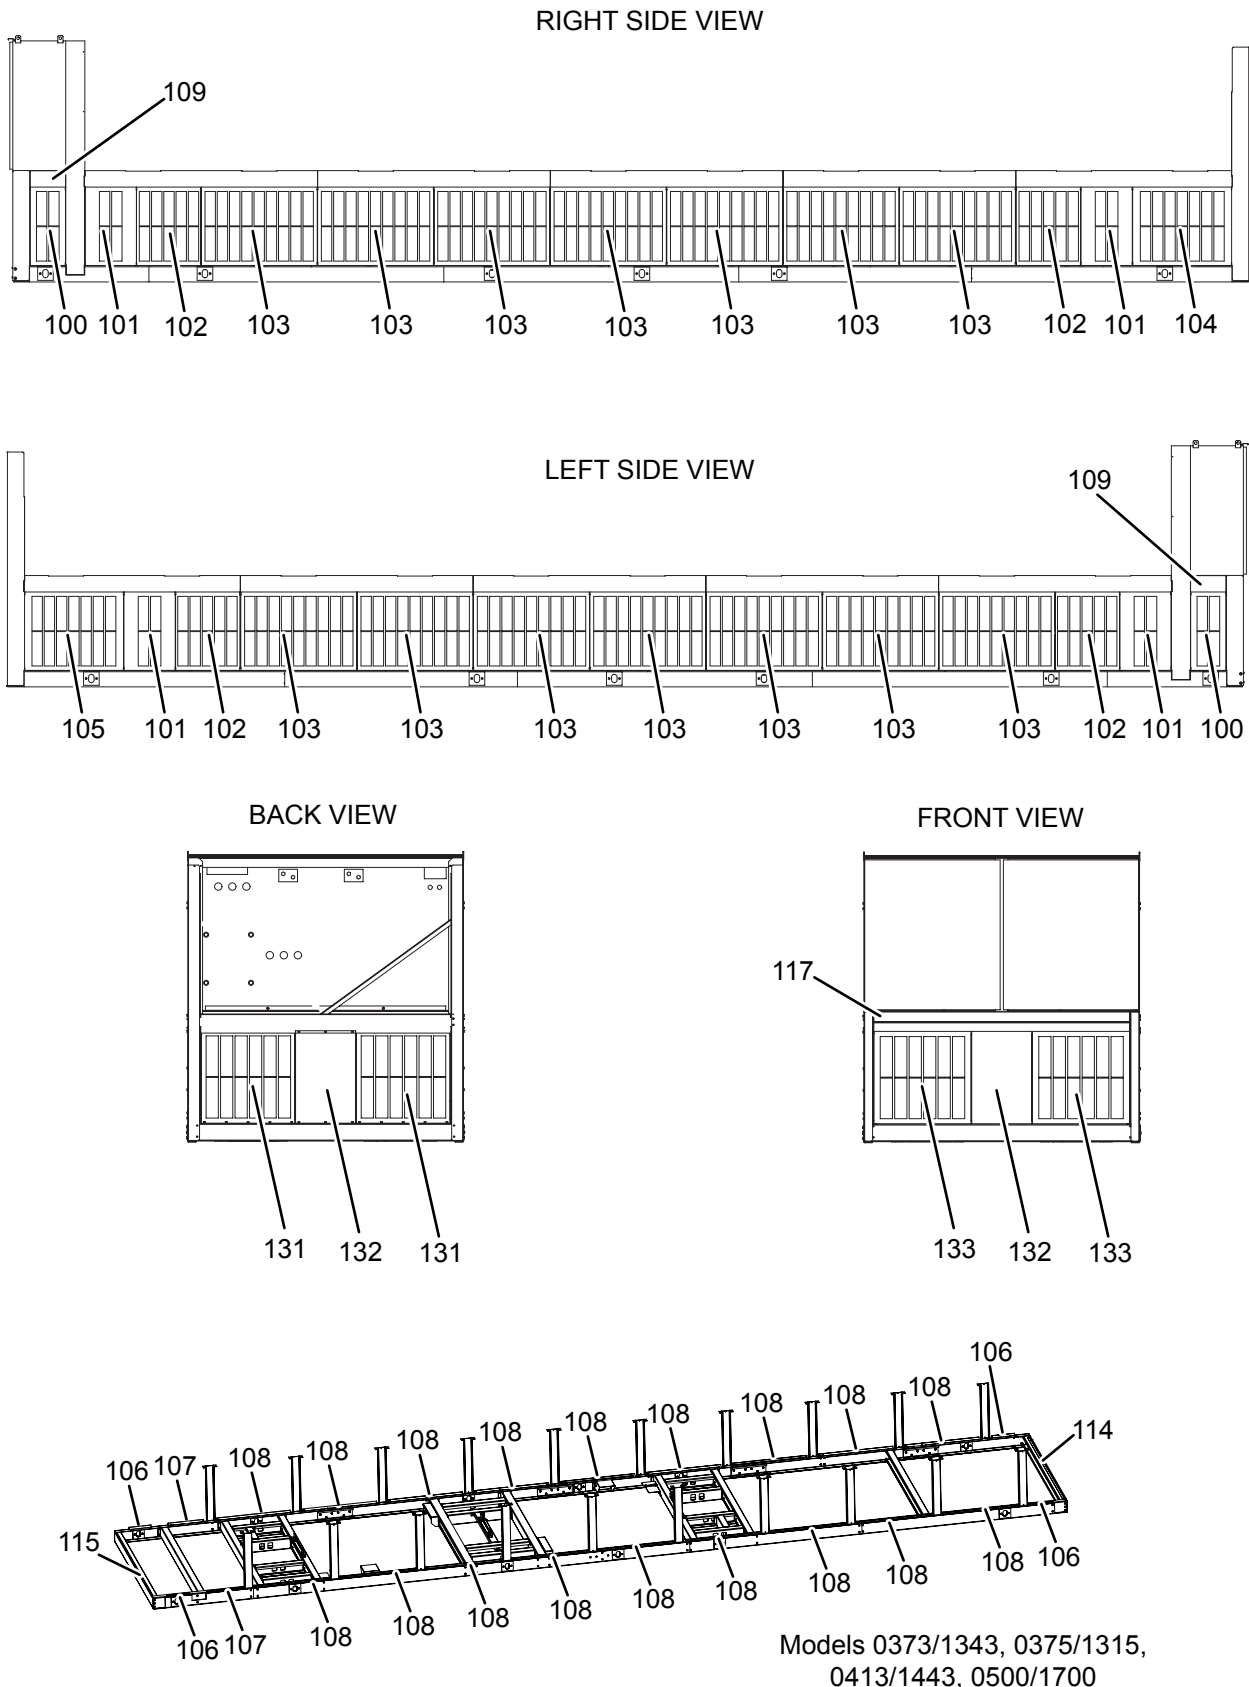 RIGHT SIDE VIEW
109
100 101 102 103 103 103 103 103 103 103 102 101 104
LEFT SIDE VIEW
109
105 101 102 103 103 103 103 103 103 103 102 101 100
BACK VIEW
FRONT VIEW
117
131 132 131
133 132 133
106
108
108
108
108
108
108
108
108
114
106 107 108
115
106
108
108
108
108
108
108
108
108
108
106 107
Models 0373/1343, 0375/1315,
0413/1443, 0500/1700